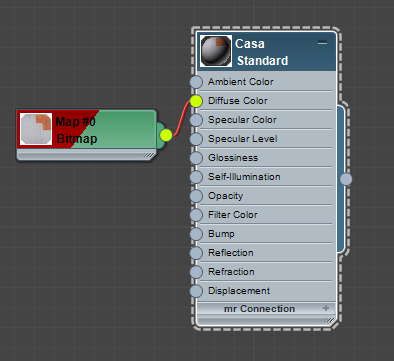 Map #0
Bitmap
Casa
Standard
Ambient Color
Diffuse Color
Specular Color
Specular Level
Glossiness
Self-Illumination
Opacity
Filter Color
Bump
Reflection
Refraction
Displacement
mr Connection +